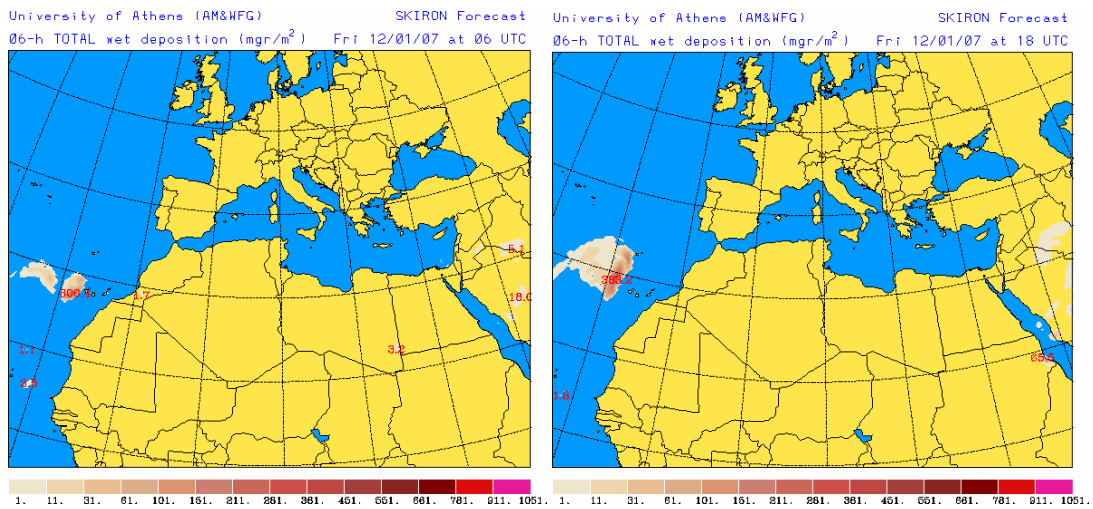 University of Athens (AM&WFG) SKIRON Forecast
06-h TOTAL wet deposition (mgr/m²) Fri 12/01/07 at 06 UTC
5.1
1.7
18.0
1.1
3.2
2.5
1. 11. 31. 61. 101. 151. 211. 281. 361. 451. 551. 661. 781. 911. 1051.
University of Athens (AM&WFG) SKIRON Forecast
06-h TOTAL wet deposition (mgr/m²) Fri 12/01/07 at 18 UTC
1. 11. 31. 61. 101. 151. 211. 281. 361. 451. 551. 661. 781. 911. 1051.